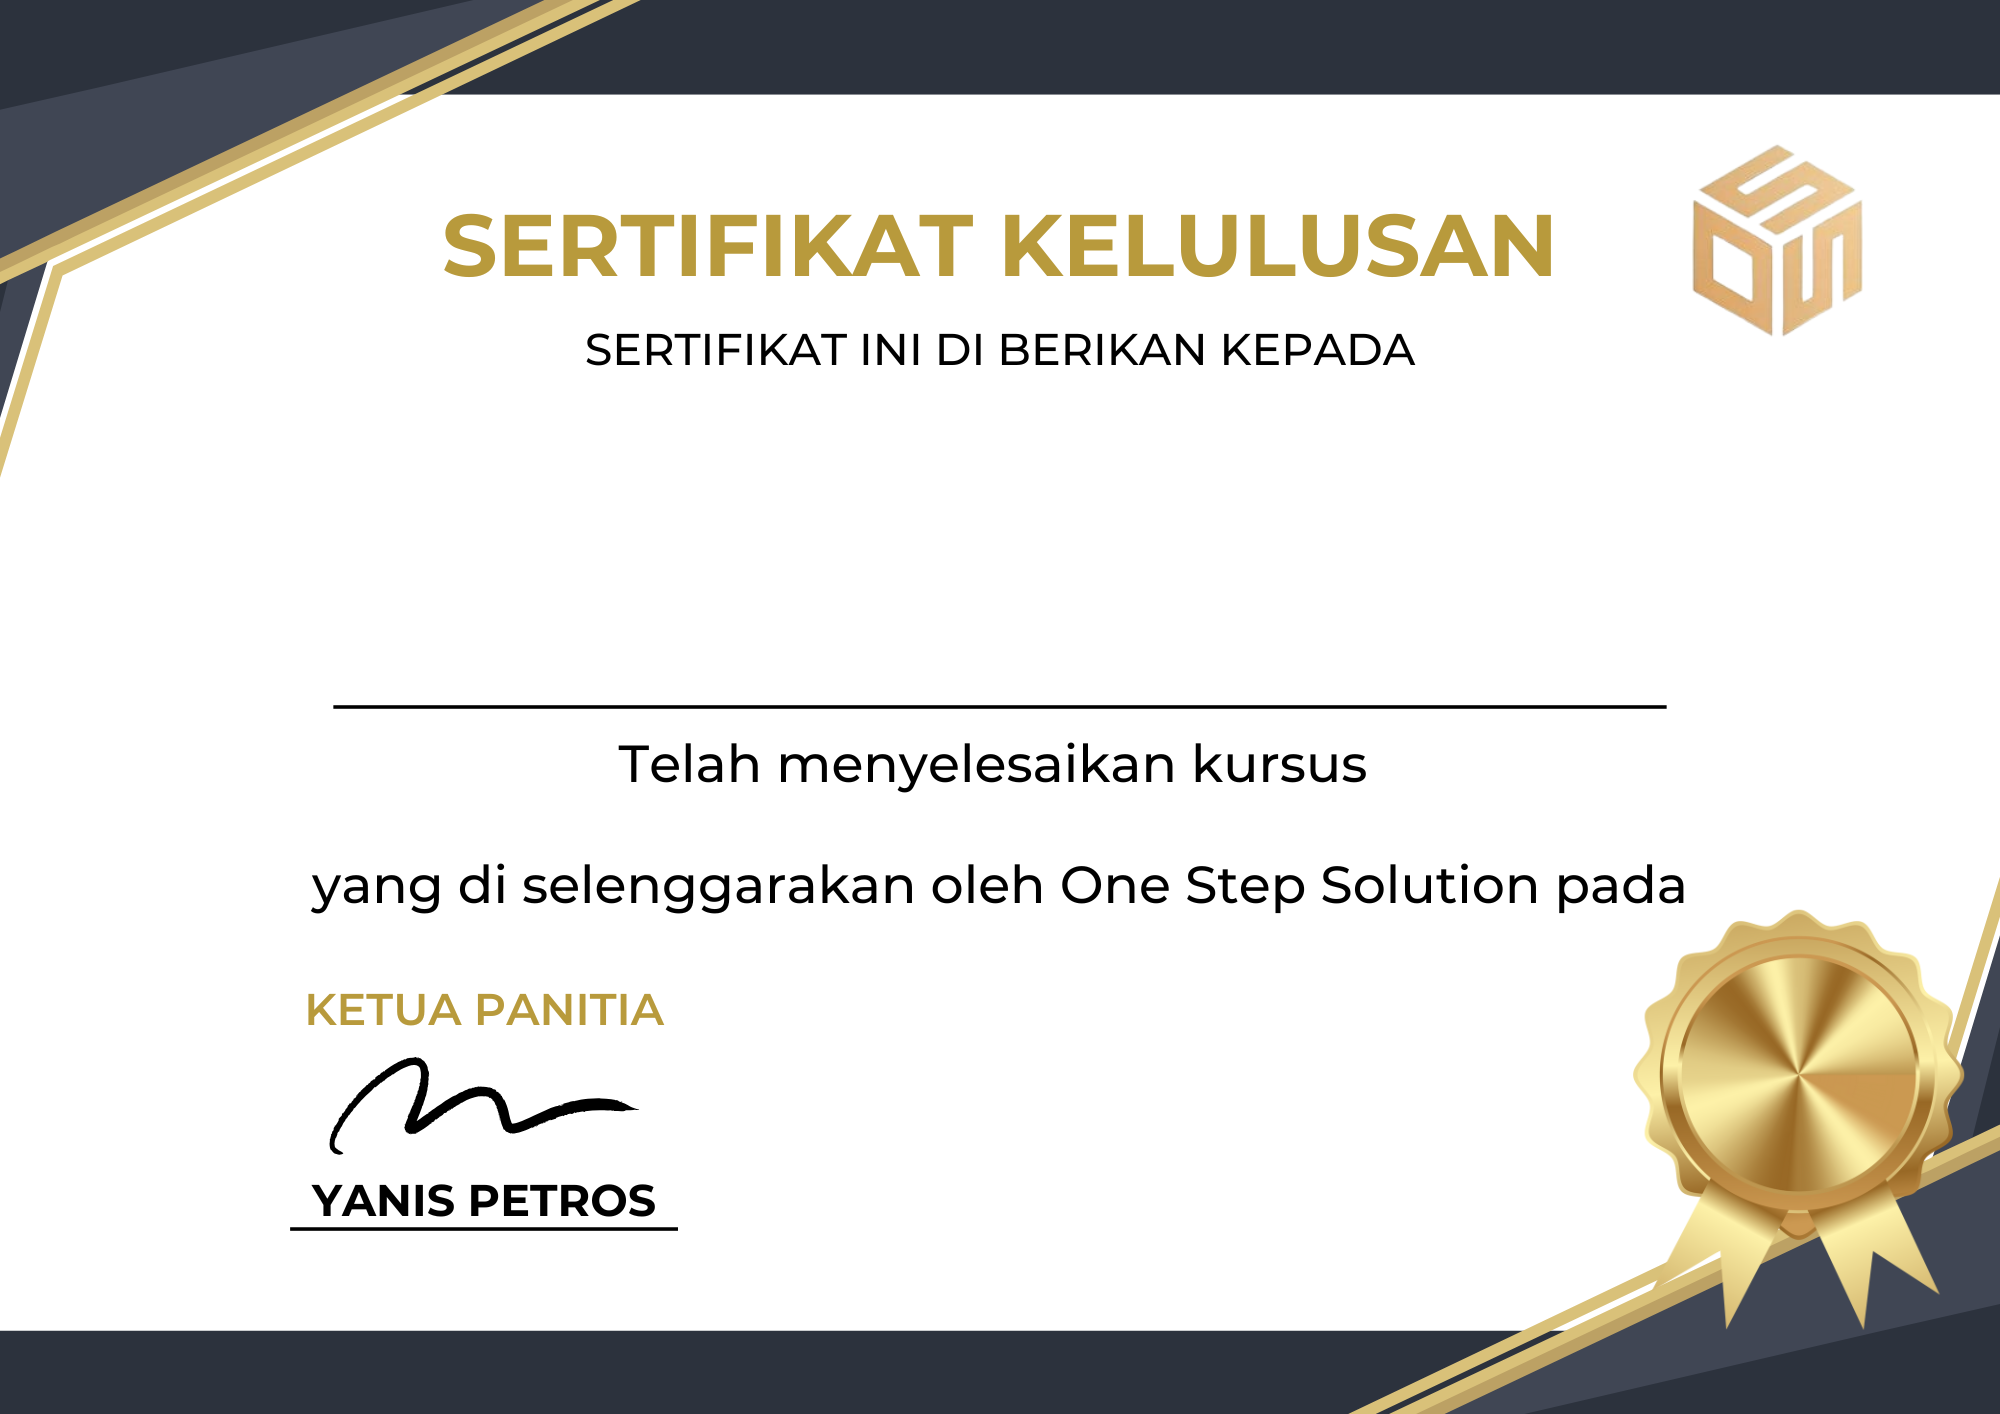 SERTIFIKAT KELULUSAN
SERTIFIKAT INI DI BERIKAN KEPADA
Telah menyelesaikan kursus
yang di selenggarakan oleh One Step Solution pada
KETUA PANITIA
YANIS PETROS